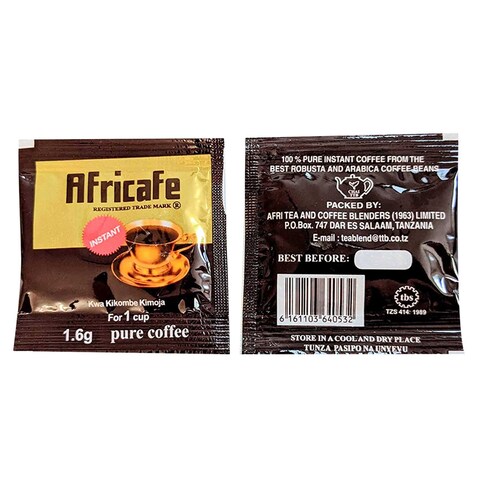 Africafe
REGISTERED TRADE MARK ®
INSTANT
Kwa Kikombe Kimoja
For 1 cup
1.6g pure coffee
100 % PURE INSTANT COFFEE FROM THE
BEST ROBUSTA AND ARABICA COFFEE BEANS
CHAI
PACKED BY:
AFRI TEA AND COFFEE BLENDERS (1963) LIMITED
P.O.Box. 747 DAR ES SALAAM, TANZANIA
E-mail : teablend@ttb.co.tz
BEST BEFORE:
6 161103 640532
tbs
TZS 414: 1989
STORE IN A COOL AND DRY PLACE
TUNZA PASIPO NA UNYEVU